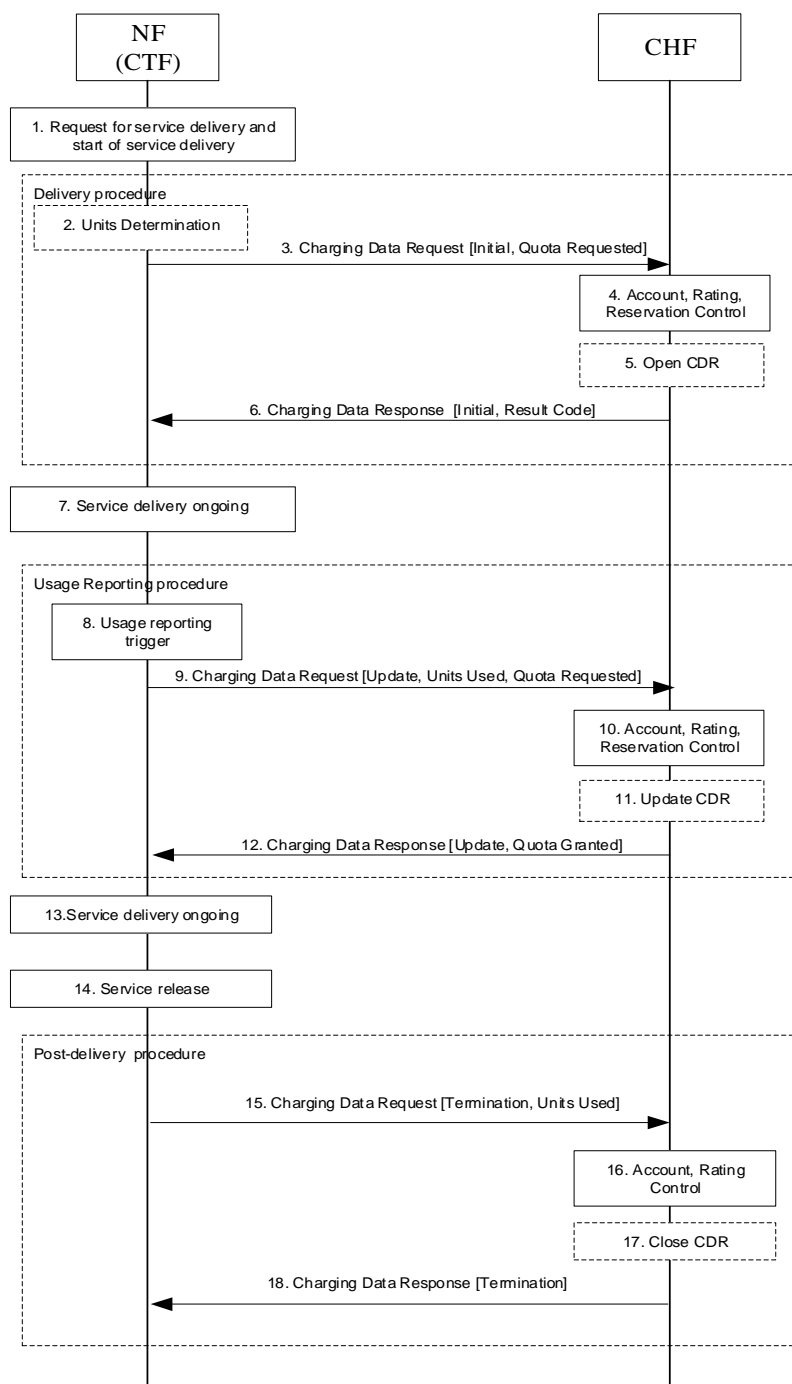 NF
(CTF)
CHF
1. Request for service delivery and
start of service delivery
Delivery procedure
2. Units Determination
3. Charging Data Request [Initial, Quota Requested]
4. Account, Rating,
Reservation Control
5. Open CDR
6. Charging Data Response [Initial, Result Code]
7. Service delivery ongoing
Usage Reporting procedure
8. Usage reporting
trigger
9. Charging Data Request [Update, Units Used, Quota Requested]
10. Account, Rating,
Reservation Control
11. Update CDR
12. Charging Data Response [Update, Quota Granted]
13.Service delivery ongoing
14. Service release
Post-delivery procedure
15. Charging Data Request [Termination, Units Used]
16. Account, Rating
Control
17. Close CDR
18. Charging Data Response [Termination]